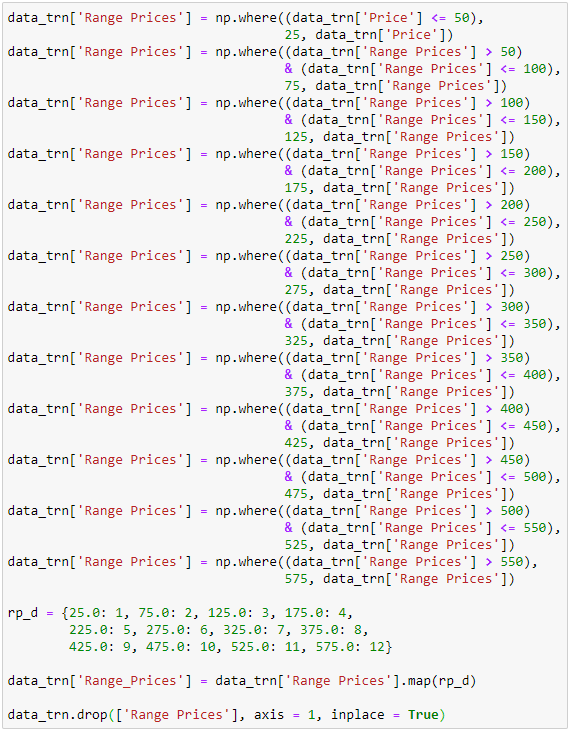 data_trn['Range Prices'] = np.where((data_trn['Price'] <= 50),
                                    25, data_trn['Price'])
data_trn['Range Prices'] = np.where((data_trn['Range Prices'] > 50)
                                    & (data_trn['Range Prices'] <= 100),
                                    75, data_trn['Range Prices'])
data_trn['Range Prices'] = np.where((data_trn['Range Prices'] > 100)
                                    & (data_trn['Range Prices'] <= 150),
                                    125, data_trn['Range Prices'])
data_trn['Range Prices'] = np.where((data_trn['Range Prices'] > 150)
                                    & (data_trn['Range Prices'] <= 200),
                                    175, data_trn['Range Prices'])
data_trn['Range Prices'] = np.where((data_trn['Range Prices'] > 200)
                                    & (data_trn['Range Prices'] <= 250),
                                    225, data_trn['Range Prices'])
data_trn['Range Prices'] = np.where((data_trn['Range Prices'] > 250)
                                    & (data_trn['Range Prices'] <= 300),
                                    275, data_trn['Range Prices'])
data_trn['Range Prices'] = np.where((data_trn['Range Prices'] > 300)
                                    & (data_trn['Range Prices'] <= 350),
                                    325, data_trn['Range Prices'])
data_trn['Range Prices'] = np.where((data_trn['Range Prices'] > 350)
                                    & (data_trn['Range Prices'] <= 400),
                                    375, data_trn['Range Prices'])
data_trn['Range Prices'] = np.where((data_trn['Range Prices'] > 400)
                                    & (data_trn['Range Prices'] <= 450),
                                    425, data_trn['Range Prices'])
data_trn['Range Prices'] = np.where((data_trn['Range Prices'] > 450)
                                    & (data_trn['Range Prices'] <= 500),
                                    475, data_trn['Range Prices'])
data_trn['Range Prices'] = np.where((data_trn['Range Prices'] > 500)
                                    & (data_trn['Range Prices'] <= 550),
                                    525, data_trn['Range Prices'])
data_trn['Range Prices'] = np.where((data_trn['Range Prices'] > 550),
                                    575, data_trn['Range Prices'])

rp_d = {25.0: 1, 75.0: 2, 125.0: 3, 175.0: 4,
        225.0: 5, 275.0: 6, 325.0: 7, 375.0: 8,
        425.0: 9, 475.0: 10, 525.0: 11, 575.0: 12}

data_trn['Range_Prices'] = data_trn['Range Prices'].map(rp_d)

data_trn.drop(['Range Prices'], axis = 1, inplace = True)